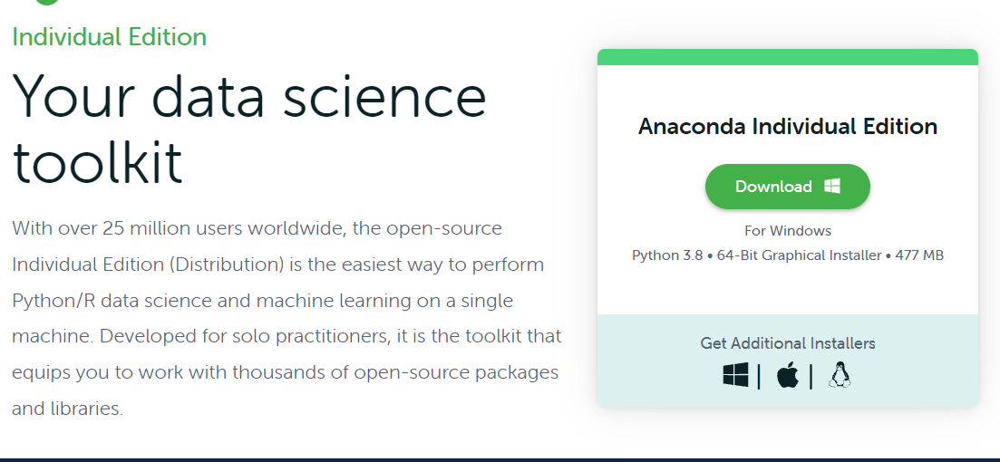 Individual Edition
Your data science
toolkit
With over 25 million users worldwide, the open-source
Individual Edition (Distribution) is the easiest way to perform
Python/R data science and machine learning on a single
machine. Developed for solo practitioners, it is the toolkit that
equips you to work with thousands of open-source packages
and libraries.
Anaconda Individual Edition
Download
For Windows
Python 3.8 • 64-Bit Graphical Installer • 477 MB
Get Additional Installers